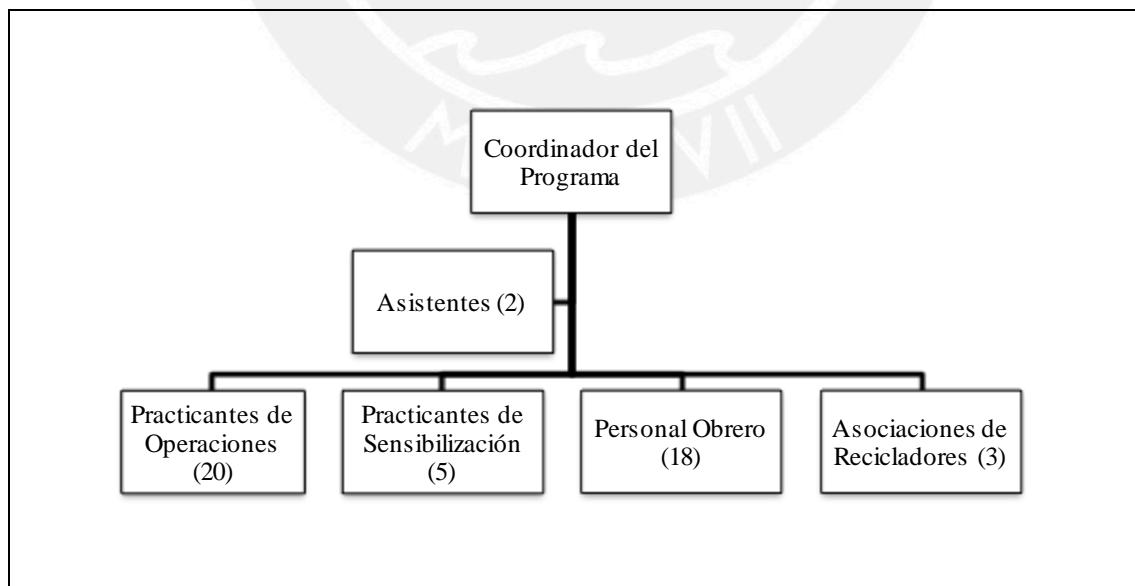 Coordinador del
Programa
Asistentes (2)
Practicantes de
Operaciones
(20)
Practicantes de
Sensibilización
(5)
Personal Obrero
(18)
Asociaciones de
Recicladores (3)